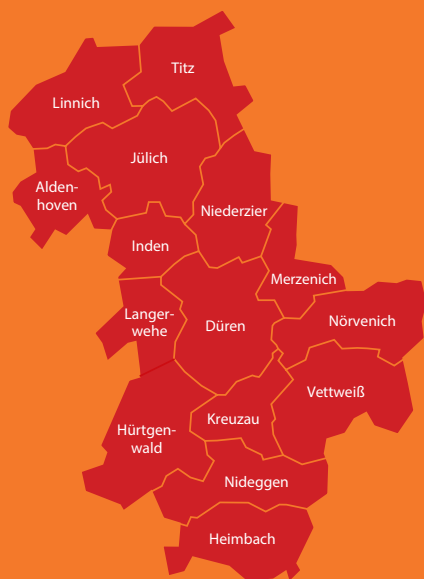 Titz
Linnich
Jülich
Alden-
hoven
Niederzier
Inden
Merzenich
Langer-
wehe
Düren
Nörvenich
Vettweiß
Kreuzau
Hürtgen-
wald
Nideggen
Heimbach